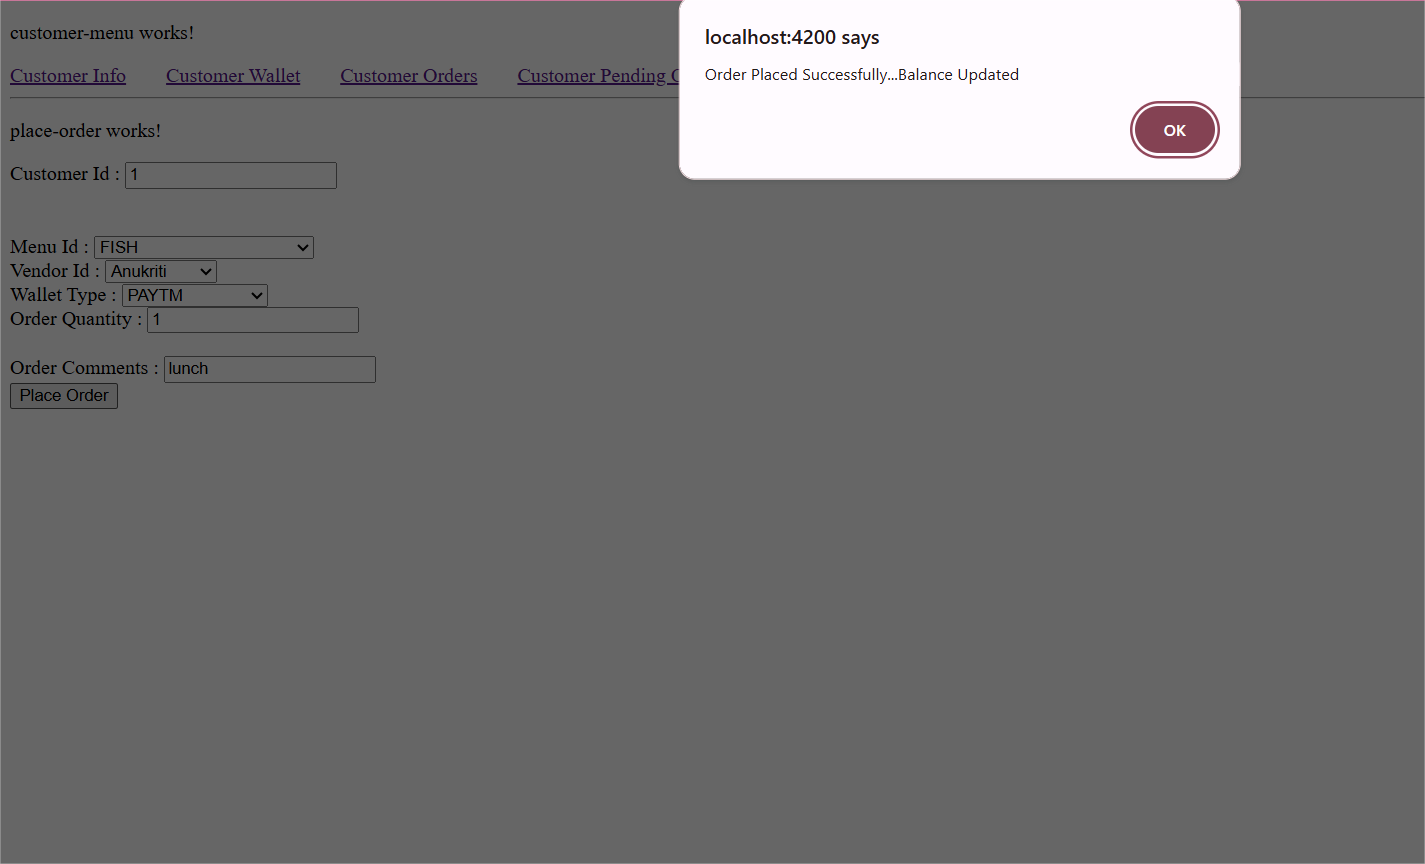 customer-menu works!
Customer Info Customer Wallet Customer Orders Customer Pending
localhost:4200 says
Order Placed Successfully...Balance Updated
OK
place-order works!
Customer Id : 1
Menu Id : FISH
Vendor Id : Anukriti
Wallet Type : PAYTM
Order Quantity : 1
Order Comments : lunch
Place Order